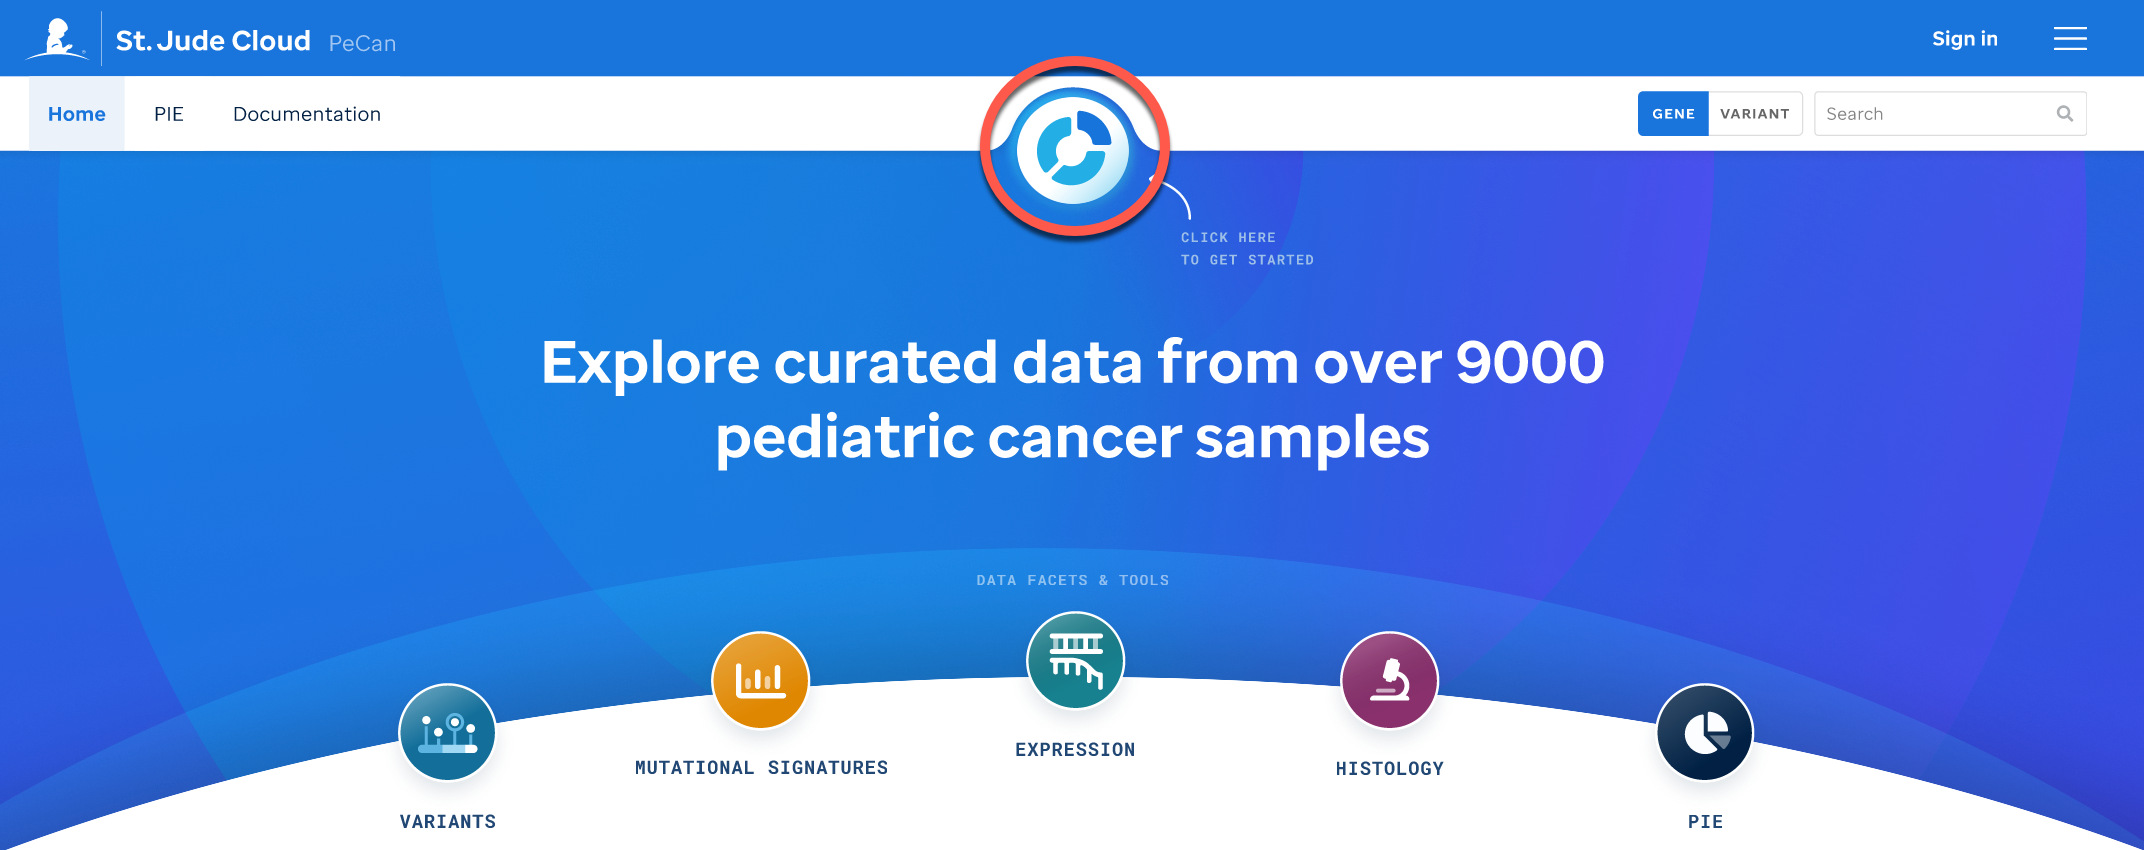 St. Jude Cloud PeCan
Sign in
Home PIE Documentation
GENE VARIANT Search
CLICK HERE
TO GET STARTED
Explore curated data from over 9000
pediatric cancer samples
DATA FACETS & TOOLS
VARIANTS
MUTATIONAL SIGNATURES
EXPRESSION
HISTOLOGY
PIE